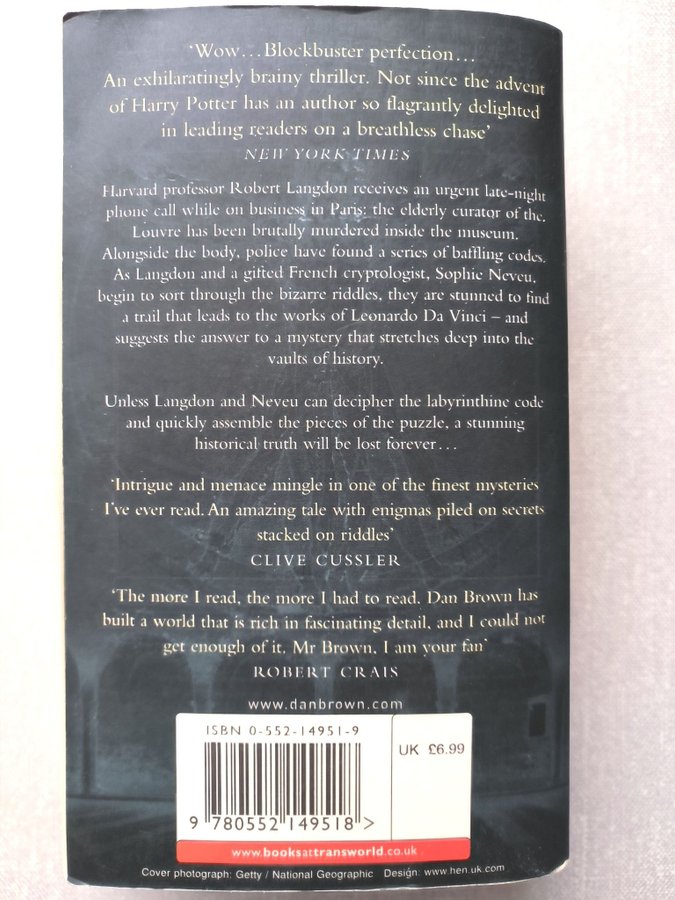 ‘Wow…Blockbuster perfection…
An exhilaratingly brainy thriller. Not since the advent
of Harry Potter has an author so flagrantly delighted
in leading readers on a breathless chase’
NEW YORK TIMES
Harvard professor Robert Langdon receives an urgent late-night
phone call while on business in Paris: the elderly curator of the
Louvre has been brutally murdered inside the museum.
Alongside the body, police have found a series of baffling codes.
As Langdon and a gifted French cryptologist, Sophie Neveu,
begin to sort through the bizarre riddles, they are stunned to find
a trail that leads to the works of Leonardo Da Vinci – and
suggests the answer to a mystery that stretches deep into the
vaults of history.
Unless Langdon and Neveu can decipher the labyrinthine code
and quickly assemble the pieces of the puzzle, a stunning
historical truth will be lost forever…
‘Intrigue and menace mingle in one of the finest mysteries
I’ve ever read. An amazing tale with enigmas piled on secrets
stacked on riddles’
CLIVE CUSSLER
‘The more I read, the more I had to read. Dan Brown has
built a world that is rich in fascinating detail, and I could not
get enough of it. Mr Brown, I am your fan’
ROBERT CRAIS
www.danbrown.com
ISBN 0-552-14951-9
UK £6.99
9 780552 149518 >
www.booksattransworld.co.uk
Cover photograph: Getty / National Geographic Design: www.hen.uk.com